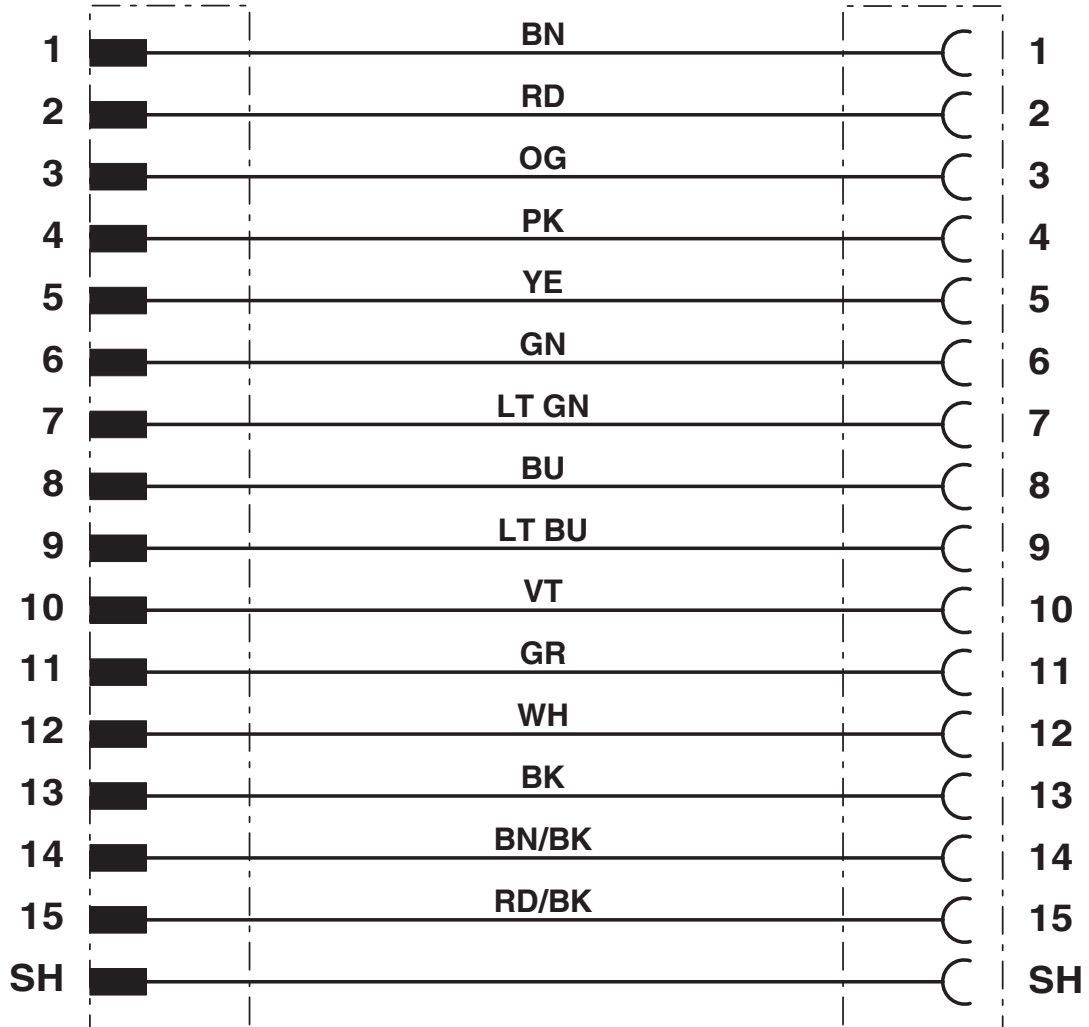 1 BN 1
2 RD 2
3 OG 3
4 PK 4
5 YE 5
6 GN 6
7 LT GN 7
8 BU 8
9 LT BU 9
10 VT 10
11 GR 11
12 WH 12
13 BK 13
14 BN/BK 14
15 RD/BK 15
SH SH